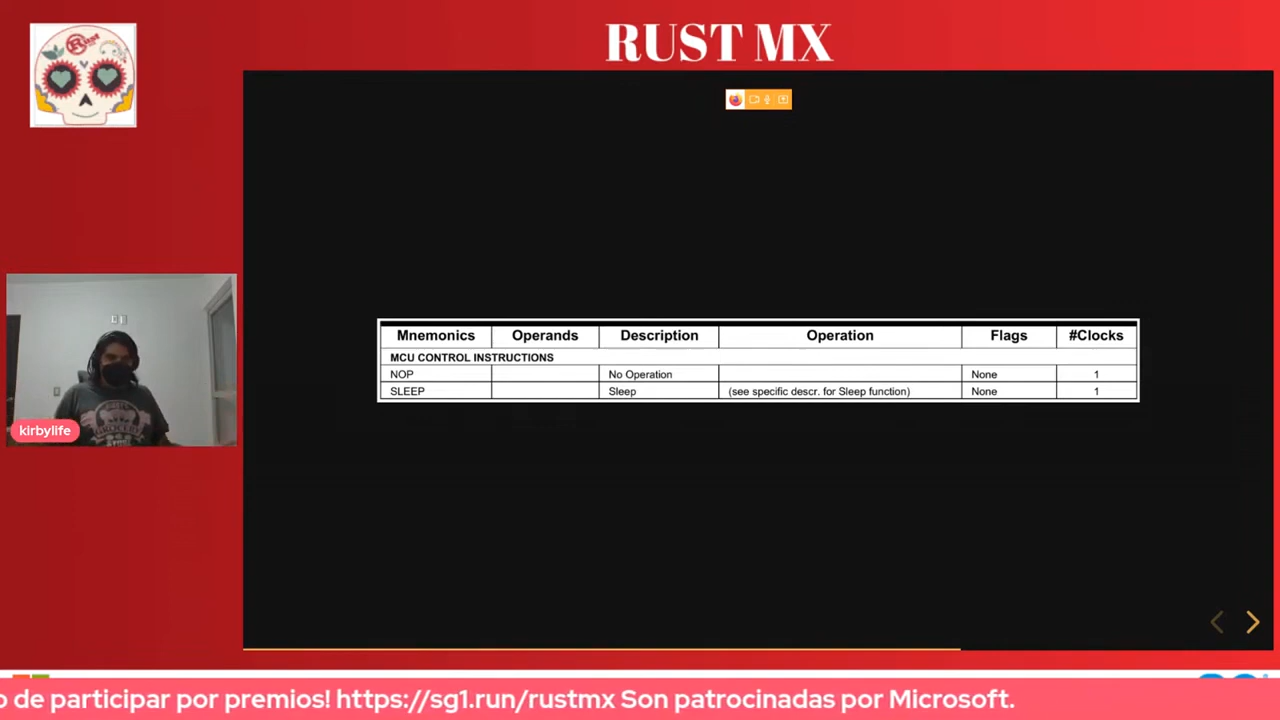 RUST MX
Rust
Mnemonics Operands Description Operation Flags #Clocks
MCU CONTROL INSTRUCTIONS
NOP No Operation None 1
SLEEP Sleep (see specific descr. for Sleep function) None 1
kirbylife
o de participar por premios! https://sg1.run/rustmx Son patrocinadas por Microsoft.